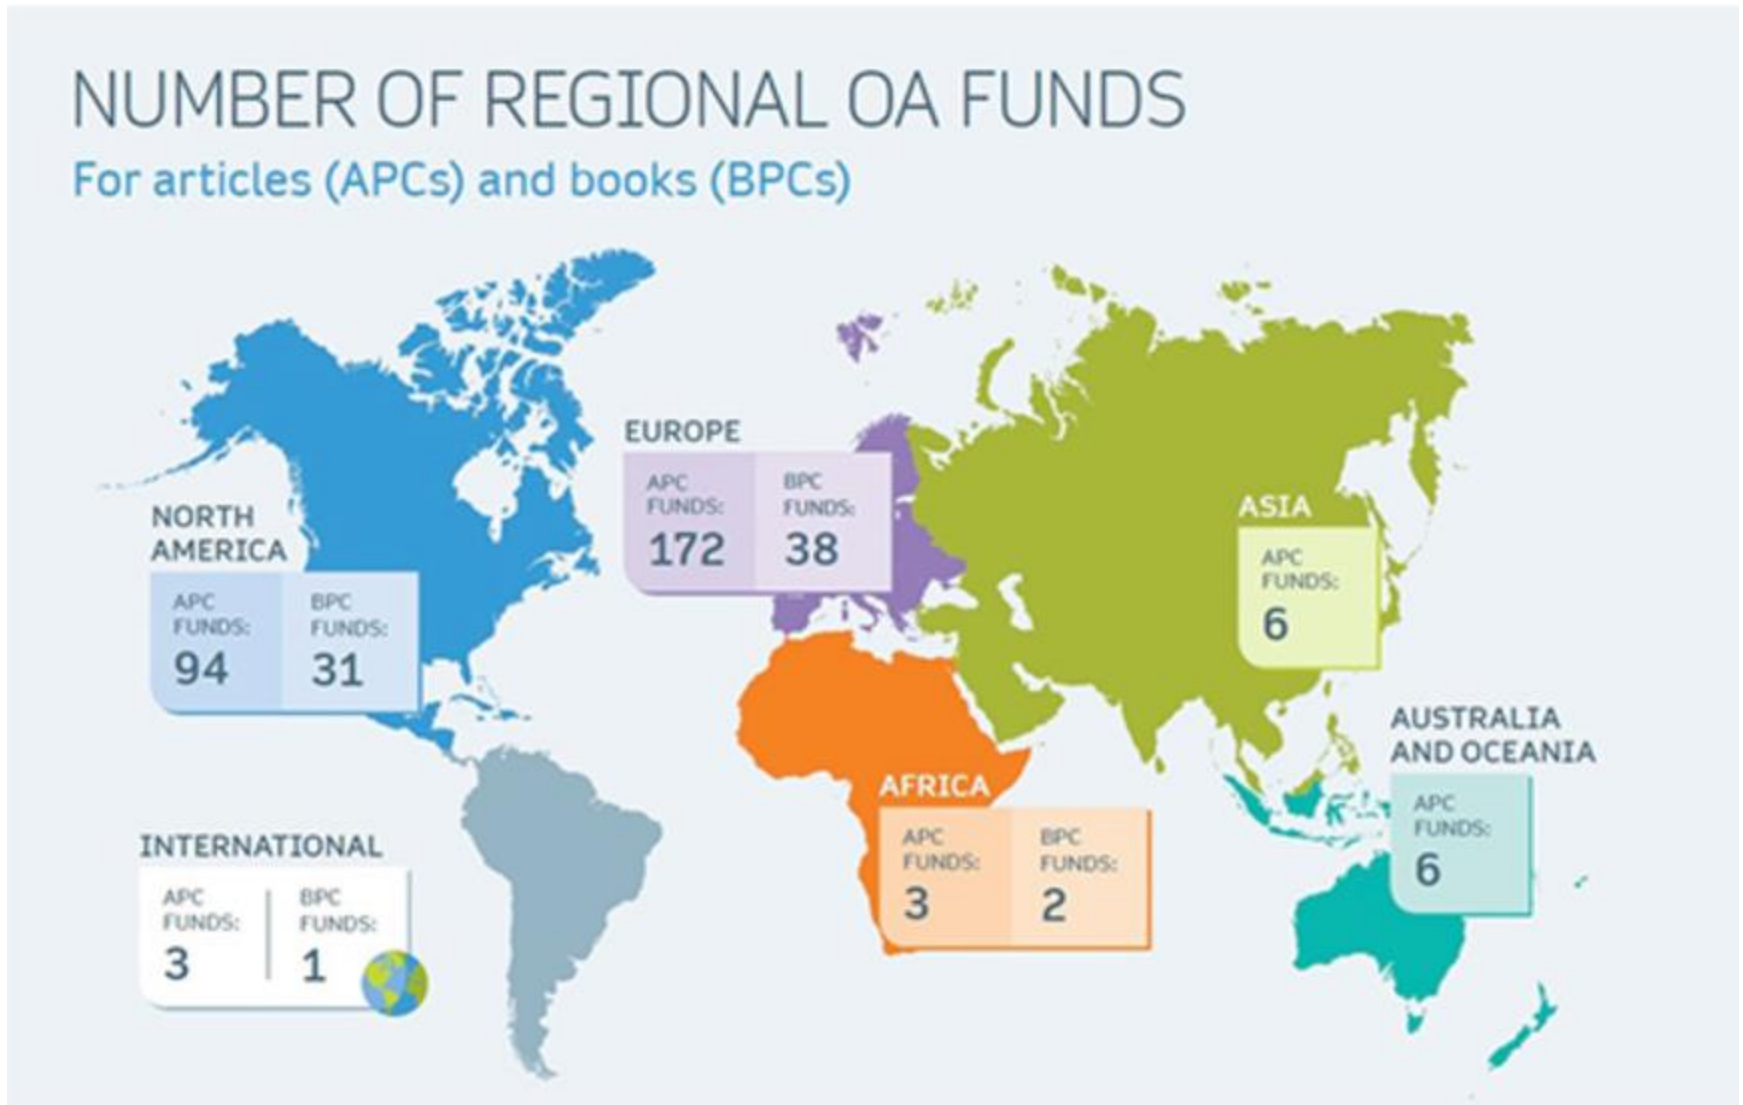 NUMBER OF REGIONAL OA FUNDS
For articles (APCs) and books (BPCs)
EUROPE
APC
FUNDS:
172
BPC
FUNDS:
38
NORTH
AMERICA
APC
FUNDS:
94
BPC
FUNDS:
31
ASIA
APC
FUNDS:
6
AUSTRALIA
AND OCEANIA
APC
FUNDS:
6
AFRICA
APC
FUNDS:
3
BPC
FUNDS:
2
INTERNATIONAL
APC
FUNDS:
3
BPC
FUNDS:
1